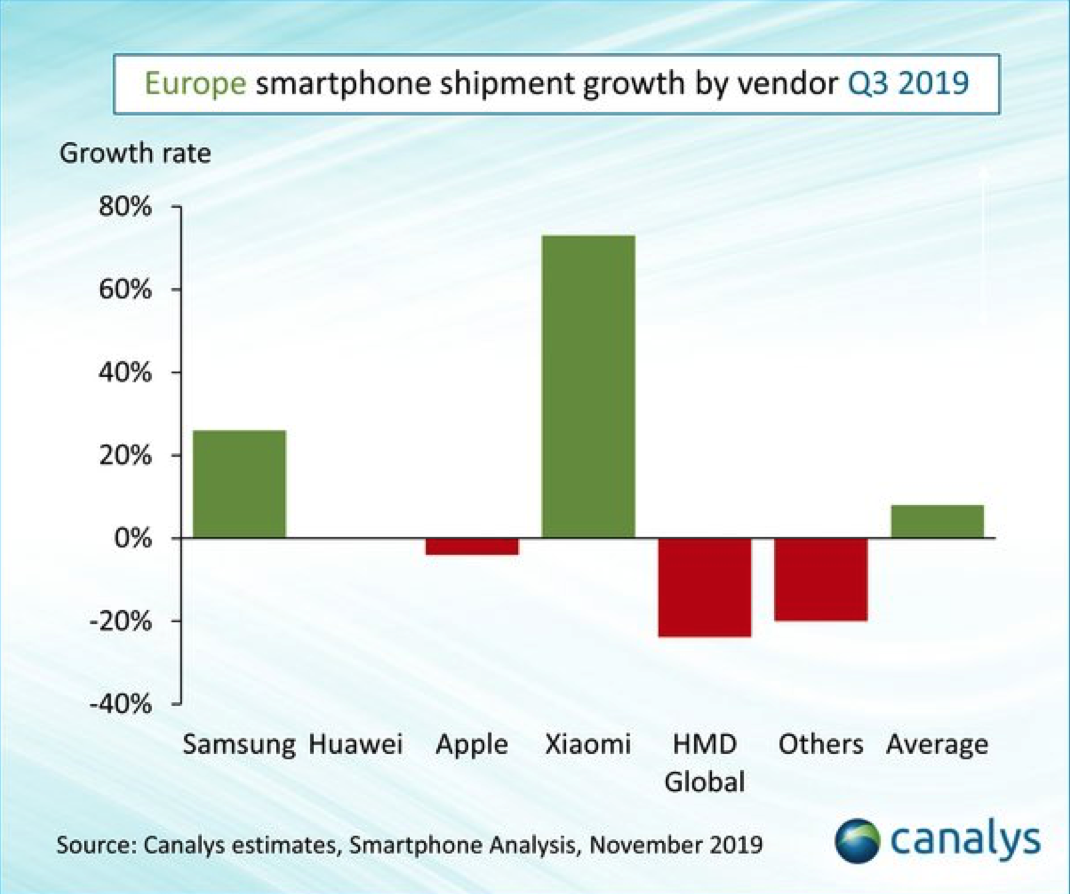 Europe smartphone shipment growth by vendor Q3 2019
Growth rate
80%
60%
40%
20%
0%
-20%
-40%
Samsung Huawei Apple Xiaomi HMD Global Others Average
Source: Canalys estimates, Smartphone Analysis, November 2019
canalys